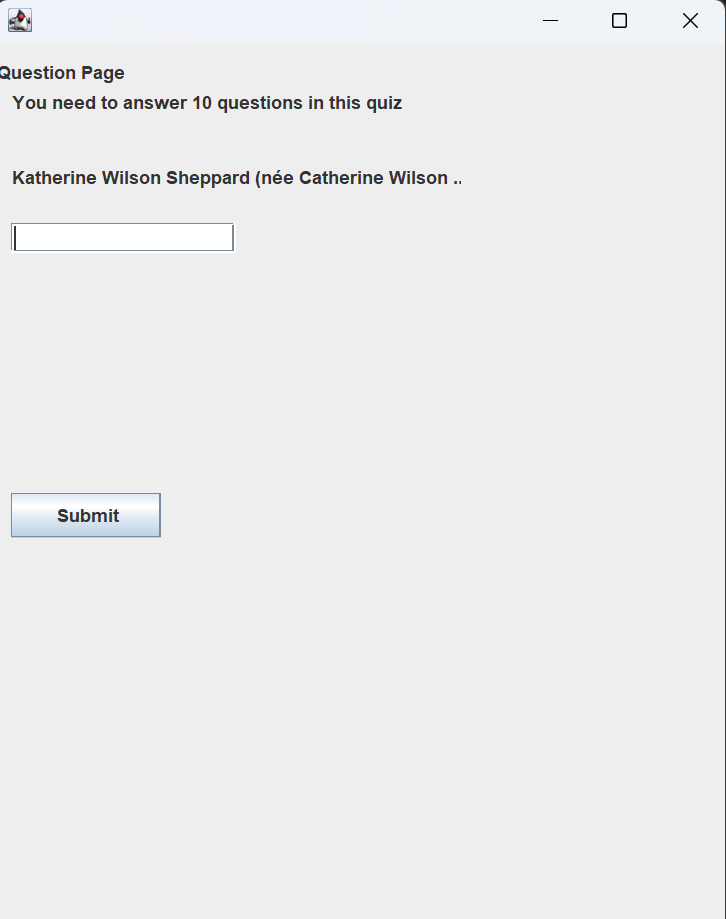 Question Page
You need to answer 10 questions in this quiz
Katherine Wilson Sheppard (née Catherine Wilson ..
Submit